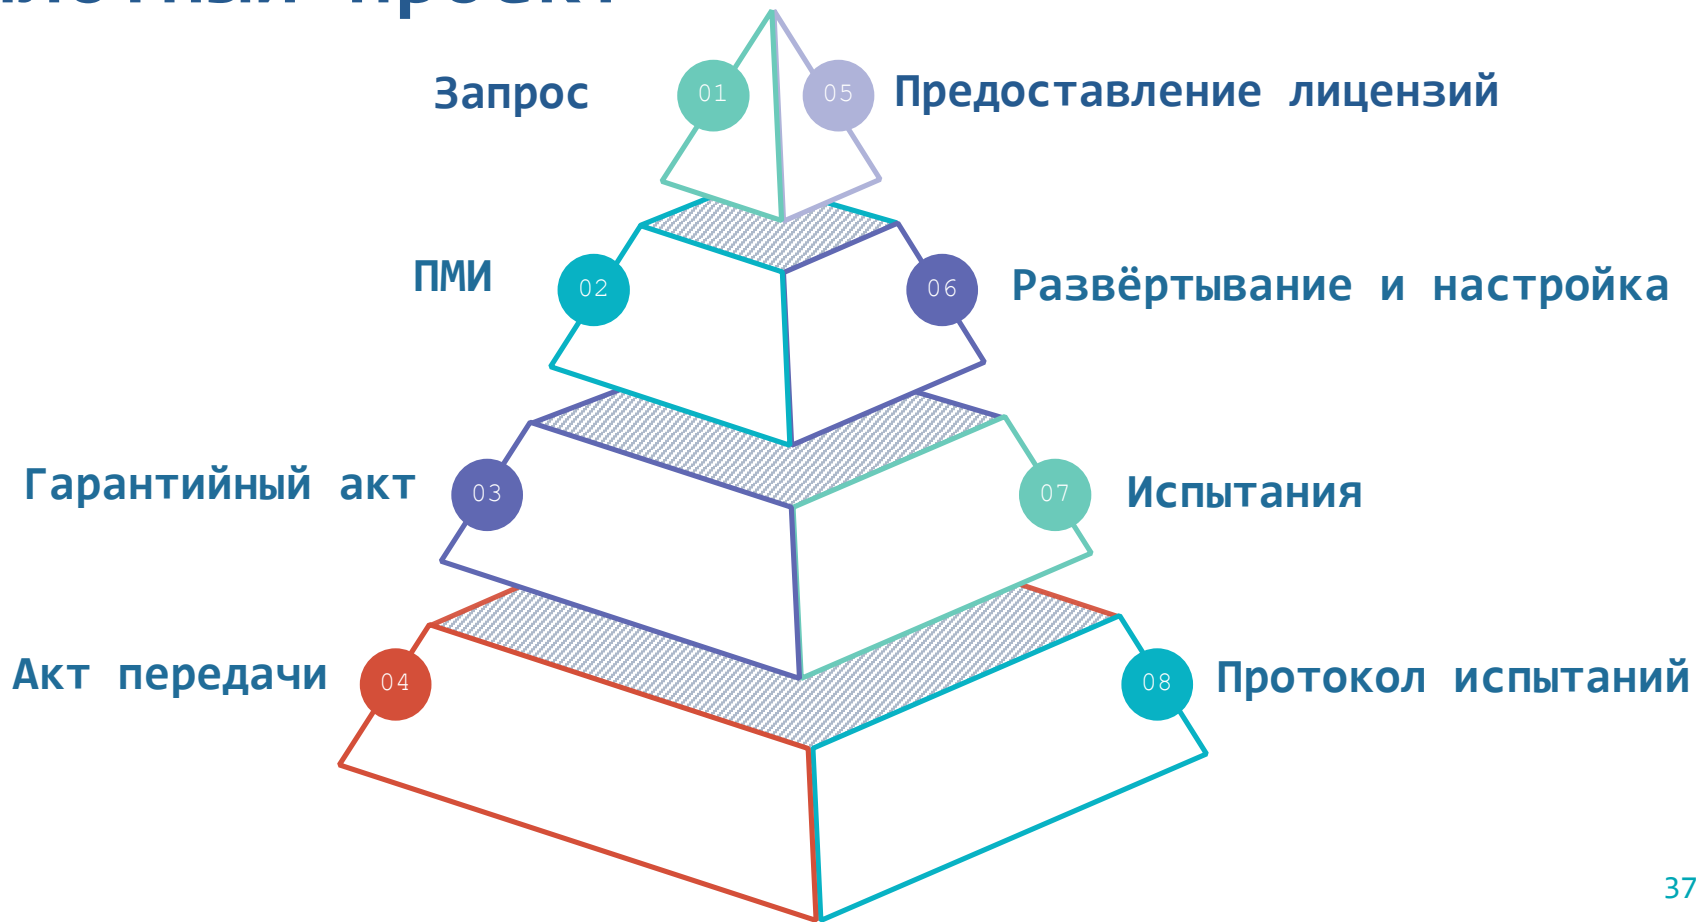 проект
Запрос
01
05
Предоставление лицензий
ПМИ
02
06
Развёртывание и настройка
Гарантийный акт
03
07
Испытания
Акт передачи
04
08
Протокол испытаний
37